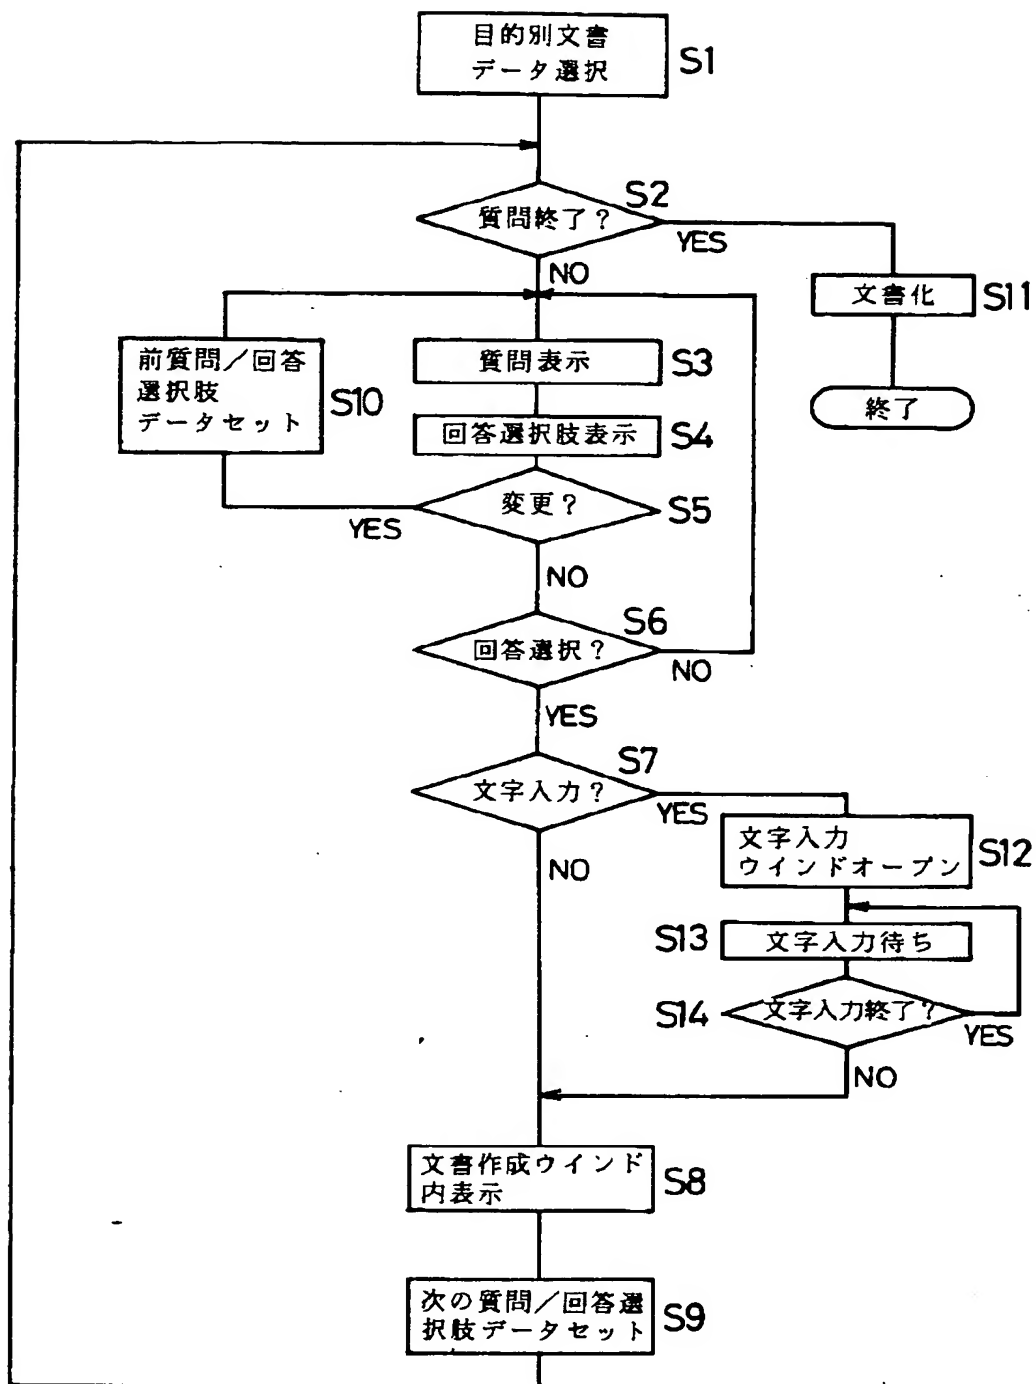 目的別文書
データ選択
S1
S2
質問終了?
YES
NO
文書化
S11
終了
前質問/回答
選択肢
データセット
S10
質問表示
S3
回答選択肢表示
S4
変更?
S5
YES
NO
S6
回答選択?
NO
YES
S7
文字入力?
YES
NO
文字入力
ウインドオープン
S12
S13
文字入力待ち
S14
文字入力終了?
YES
NO
文書作成ウインド
内表示
S8
次の質問/回答選
択肢データセット
S9